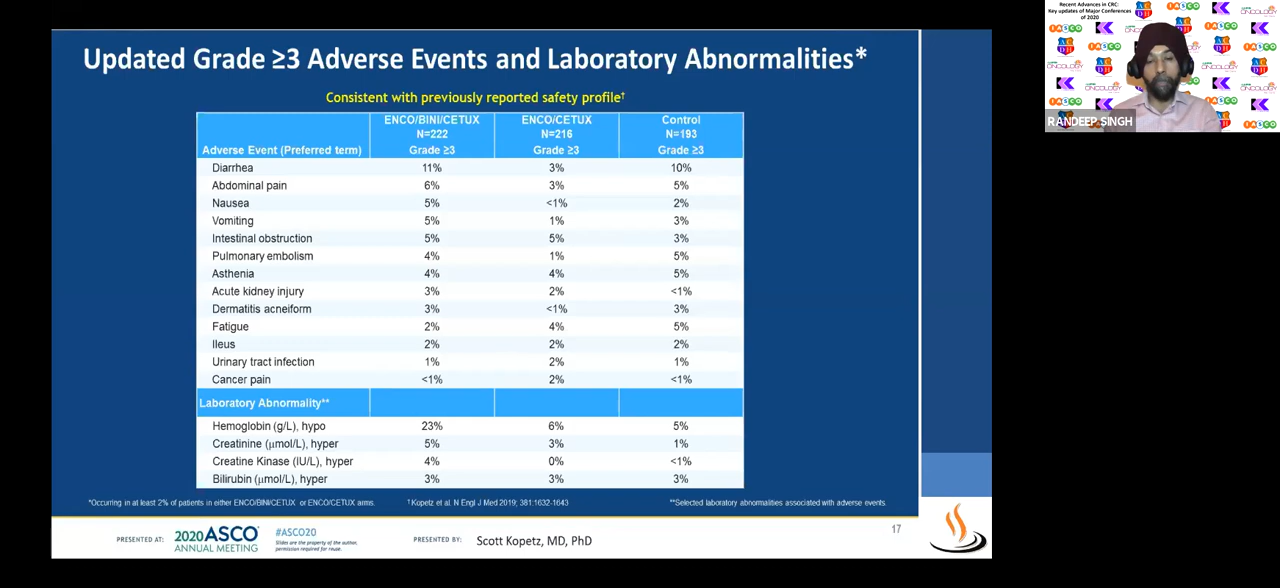 Updated Grade ≥3 Adverse Events and Laboratory Abnormalities*
Consistent with previously reported safety profile†
ENCO/BINI/CETUX ENCO/CETUX Control
N=222 N=216 N=193
Adverse Event (Preferred term) Grade ≥3 Grade ≥3 Grade ≥3
Diarrhea 11% 3% 10%
Abdominal pain 6% 3% 5%
Nausea 5% <1% 2%
Vomiting 5% 1% 3%
Intestinal obstruction 5% 5% 3%
Pulmonary embolism 4% 1% 5%
Asthenia 4% 4% 5%
Acute kidney injury 3% 2% <1%
Dermatitis acneiform 3% <1% 3%
Fatigue 2% 4% 5%
Ileus 2% 2% 2%
Urinary tract infection 1% 2% 1%
Cancer pain <1% 2% <1%
Laboratory Abnormality**
Hemoglobin (g/L), hypo 23% 6% 5%
Creatinine (μmol/L), hyper 5% 3% 1%
Creatine Kinase (IU/L), hyper 4% 0% <1%
Bilirubin (μmol/L), hyper 3% 3% 3%
*Occurring in at least 2% of patients in either ENCO/BINI/CETUX or ENCO/CETUX arms. †Kopetz et al. N Engl J Med 2019; 381:1632-1643 **Selected laboratory abnormalities associated with adverse events.
17
PRESENTED AT: 2020 ASCO ANNUAL MEETING
#ASCO20
Slides are the property of the author,
permission required for reuse.
PRESENTED BY: Scott Kopetz, MD, PhD
Recent Advances in CRC:
Key updates of Major Conferences
of 2020
IASCO
ONCOLOGY
RANDEEP SINGH